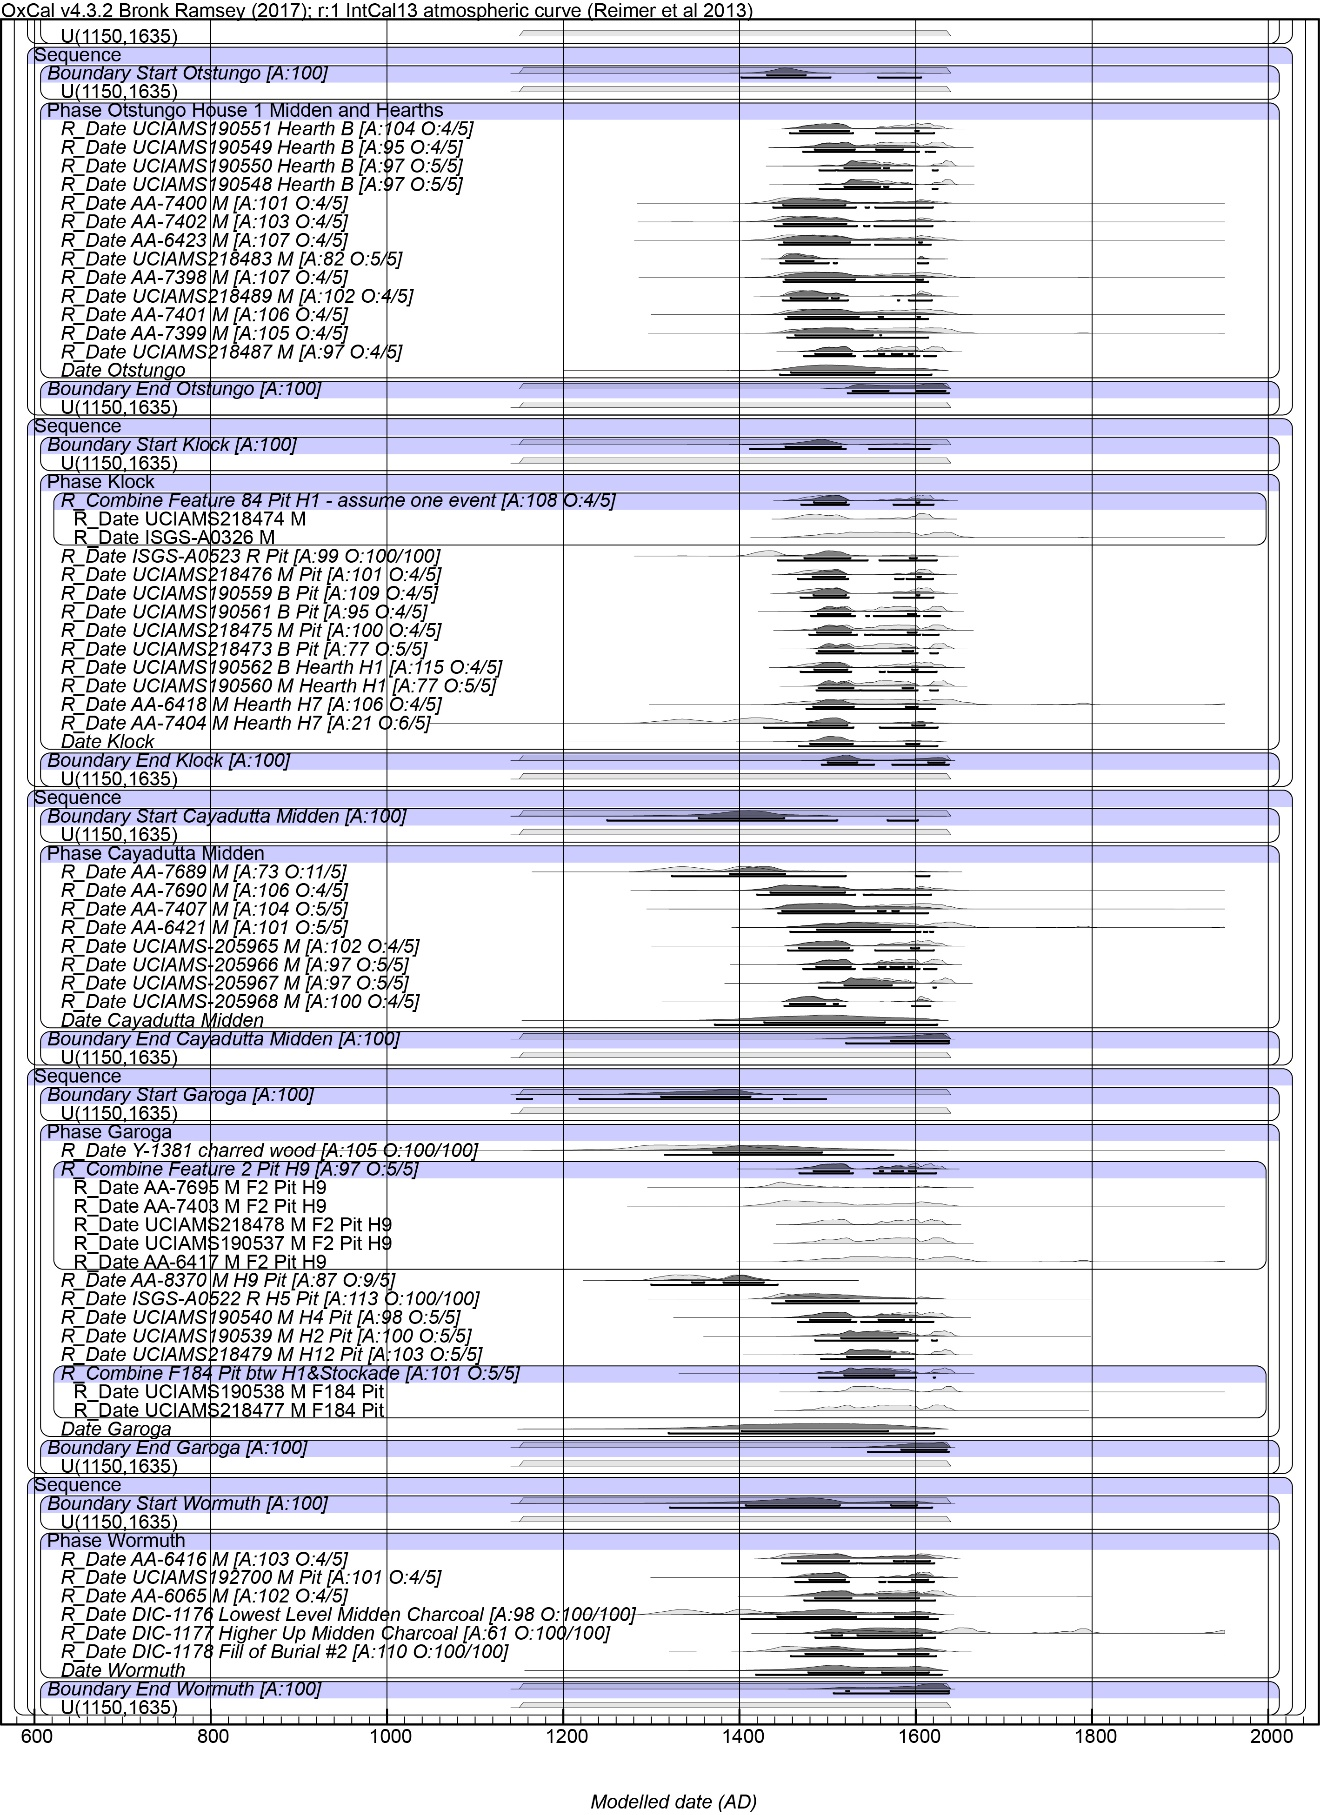 OxCal v4.3.2 Bronk Ramsey (2017); r:1 IntCal13 atmospheric curve (Reimer et al 2013)
U(1150,1635)
Sequence
Boundary Start Otstungo [A:100]
U(1150,1635)
Phase Otstungo House 1 Midden and Hearths
R_Date UCIAMS190551 Hearth B [A:104 O:4/5]
R_Date UCIAMS190549 Hearth B [A:95 O:4/5]
R_Date UCIAMS190550 Hearth B [A:97 O:5/5]
R_Date UCIAMS190548 Hearth B [A:97 O:5/5]
R_Date AA-7400 M [A:101 O:4/5]
R_Date AA-7402 M [A:103 O:4/5]
R_Date AA-6423 M [A:107 O:4/5]
R_Date UCIAMS218483 M [A:82 O:5/5]
R_Date AA-7398 M [A:107 O:4/5]
R_Date UCIAMS218489 M [A:102 O:4/5]
R_Date AA-7401 M [A:106 O:4/5]
R_Date AA-7399 M [A:105 O:4/5]
R_Date UCIAMS218487 M [A:97 O:4/5]
Date Otstungo
Boundary End Otstungo [A:100]
U(1150,1635)
Sequence
Boundary Start Klock [A:100]
U(1150,1635)
Phase Klock
R_Combine Feature 84 Pit H1 - assume one event [A:108 O:4/5]
R_Date UCIAMS218474 M
R_Date ISGS-A0326 M
R_Date ISGS-A0523 R Pit [A:99 O:100/100]
R_Date UCIAMS218476 M Pit [A:101 O:4/5]
R_Date UCIAMS190559 B Pit [A:109 O:4/5]
R_Date UCIAMS190561 B Pit [A:95 O:4/5]
R_Date UCIAMS218475 M Pit [A:100 O:4/5]
R_Date UCIAMS218473 B Pit [A:77 O:5/5]
R_Date UCIAMS190562 B Hearth H1 [A:115 O:4/5]
R_Date UCIAMS190560 M Hearth H1 [A:77 O:5/5]
R_Date AA-6418 M Hearth H7 [A:106 O:4/5]
R_Date AA-7404 M Hearth H7 [A:21 O:6/5]
Date Klock
Boundary End Klock [A:100]
U(1150,1635)
Sequence
Boundary Start Cayadutta Midden [A:100]
U(1150,1635)
Phase Cayadutta Midden
R_Date AA-7689 M [A:73 O:11/5]
R_Date AA-7690 M [A:106 O:4/5]
R_Date AA-7407 M [A:104 O:5/5]
R_Date AA-6421 M [A:101 O:5/5]
R_Date UCIAMS-205965 M [A:102 O:4/5]
R_Date UCIAMS-205966 M [A:97 O:5/5]
R_Date UCIAMS-205967 M [A:97 O:5/5]
R_Date UCIAMS-205968 M [A:100 O:4/5]
Date Cayadutta Midden
Boundary End Cayadutta Midden [A:100]
U(1150,1635)
Sequence
Boundary Start Garoga [A:100]
U(1150,1635)
Phase Garoga
R_Date Y-1381 charred wood [A:105 O:100/100]
R_Combine Feature 2 Pit H9 [A:97 O:5/5]
R_Date AA-7695 M F2 Pit H9
R_Date AA-7403 M F2 Pit H9
R_Date UCIAMS218478 M F2 Pit H9
R_Date UCIAMS190537 M F2 Pit H9
R_Date AA-6417 M F2 Pit H9
R_Date AA-8370 M H9 Pit [A:87 O:9/5]
R_Date ISGS-A0522 R H5 Pit [A:113 O:100/100]
R_Date UCIAMS190540 M H4 Pit [A:98 O:5/5]
R_Date UCIAMS190539 M H2 Pit [A:100 O:5/5]
R_Date UCIAMS218479 M H12 Pit [A:103 O:5/5]
R_Combine F184 Pit btw H1&Stockade [A:101 O:5/5]
R_Date UCIAMS190538 M F184 Pit
R_Date UCIAMS218477 M F184 Pit
Date Garoga
Boundary End Garoga [A:100]
U(1150,1635)
Sequence
Boundary Start Wormuth [A:100]
U(1150,1635)
Phase Wormuth
R_Date AA-6416 M [A:103 O:4/5]
R_Date UCIAMS192700 M Pit [A:101 O:4/5]
R_Date AA-6065 M [A:102 O:4/5]
R_Date DIC-1176 Lowest Level Midden Charcoal [A:98 O:100/100]
R_Date DIC-1177 Higher Up Midden Charcoal [A:61 O:100/100]
R_Date DIC-1178 Fill of Burial #2 [A:110 O:100/100]
Date Wormuth
Boundary End Wormuth [A:100]
U(1150,1635)
600 800 1000 1200 1400 1600 1800 2000
Modelled date (AD)